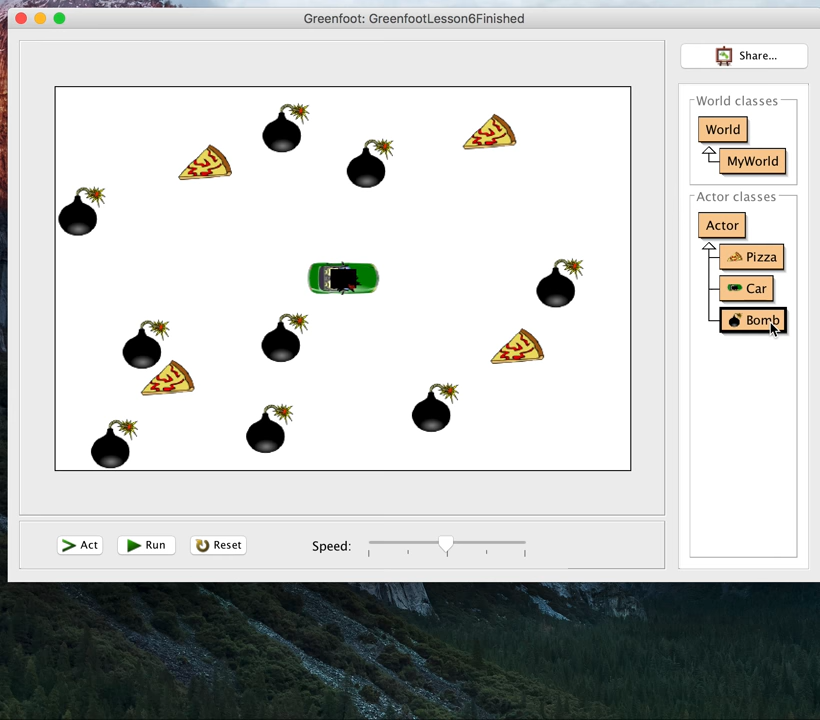 Greenfoot: GreenfootLesson6Finished
Share...
World classes
World
MyWorld
Actor classes
Actor
Pizza
Car
Bomb
Act
Run
Reset
Speed: